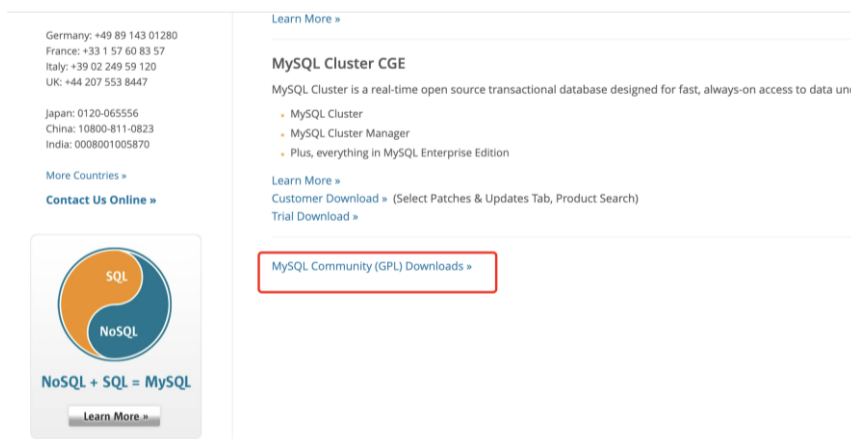 Germany: +49 89 143 01280
France: +33 1 57 60 83 57
Italy: +39 02 249 59 120
UK: +44 207 553 8447
Japan: 0120-065556
China: 10800-811-0823
India: 0008001005870
More Countries »
Contact Us Online »
SQL
NoSQL
NoSQL + SQL = MySQL
Learn More »
Learn More »
MySQL Cluster CGE
MySQL Cluster is a real-time open source transactional database designed for fast, always-on access to data un
• MySQL Cluster
• MySQL Cluster Manager
• Plus, everything in MySQL Enterprise Edition
Learn More »
Customer Download » (Select Patches & Updates Tab, Product Search)
Trial Download »
MySQL Community (GPL) Downloads »